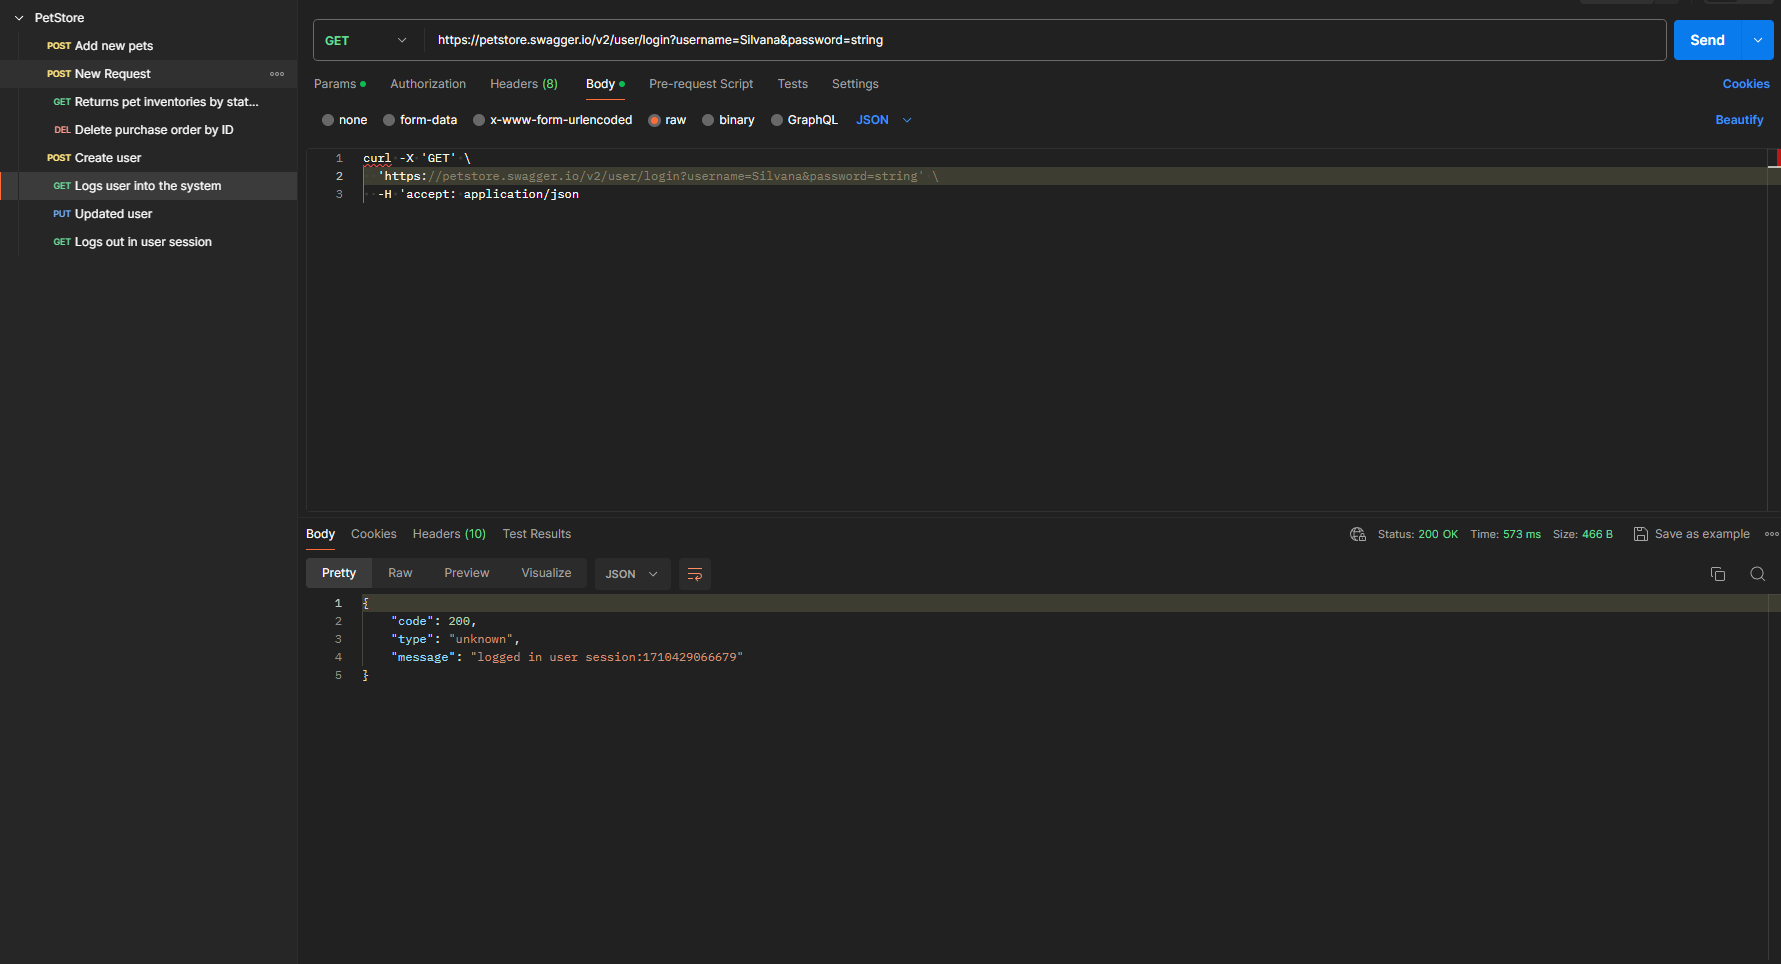 PetStore
POST Add new pets
POST New Request
GET Returns pet inventories by stat...
DEL Delete purchase order by ID
POST Create user
GET Logs user into the system
PUT Updated user
GET Logs out in user session
GET https://petstore.swagger.io/v2/user/login?username=Silvana&password=string Send
Params Authorization Headers (8) Body Pre-request Script Tests Settings Cookies
none form-data x-www-form-urlencoded raw binary GraphQL JSON Beautify
1 curl -X 'GET' \
2 'https://petstore.swagger.io/v2/user/login?username=Silvana&password=string' \
3 -H 'accept: application/json
Body Cookies Headers (10) Test Results Status: 200 OK Time: 573 ms Size: 466 B Save as example
Pretty Raw Preview Visualize JSON
1 {
2 "code": 200,
3 "type": "unknown",
4 "message": "logged in user session:1710429066679"
5 }